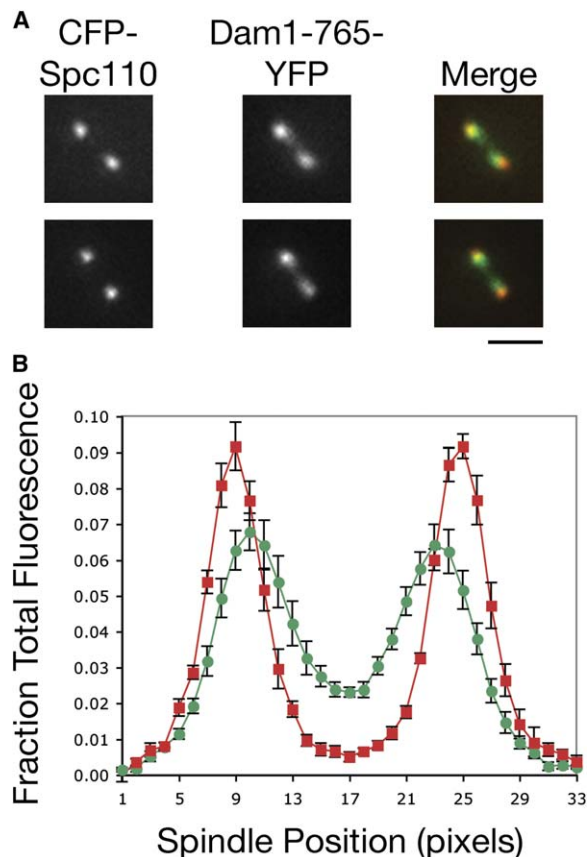 A
CFP-
Spc110
Dam1-765-
YFP
Merge
B
Fraction Total Fluorescence
0.10
0.09
0.08
0.07
0.06
0.05
0.04
0.03
0.02
0.01
0.00
1 5 9 13 17 21 25 29 33
Spindle Position (pixels)